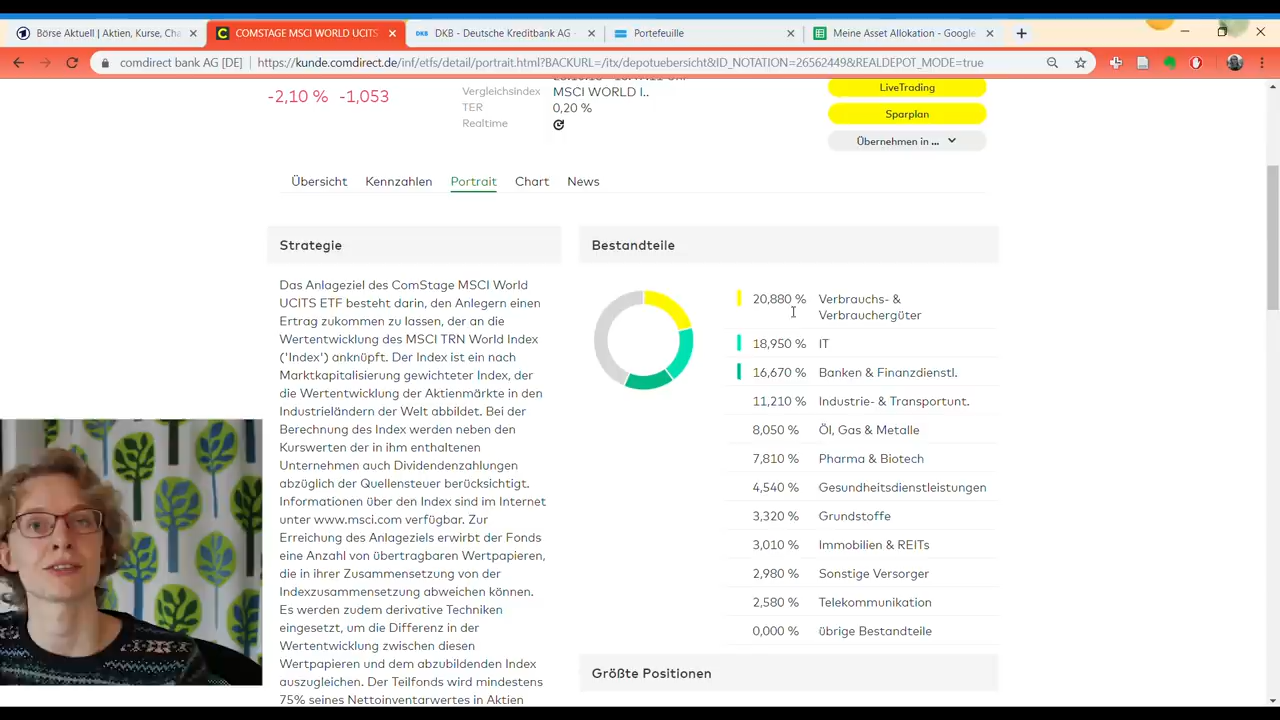 Börse Aktuell | Aktien, Kurse, Cha
COMSTAGE MSCI WORLD UCITS
DKB - Deutsche Kreditbank AG -
Portefeuille
Meine Asset Allokation - Google
comdirect bank AG [DE] | https://kunde.comdirect.de/inf/etfs/detail/portrait.html?BACKURL=/itx/depotuebersicht&ID_NOTATION=26562449&REALDEPOT_MODE=true
-2,10 % -1,053
Vergleichsindex MSCI WORLD I..
TER 0,20 %
Realtime
LiveTrading
Sparplan
Übernehmen in ...
Übersicht Kennzahlen Portrait Chart News
Strategie
Das Anlageziel des ComStage MSCI World
UCITS ETF besteht darin, den Anlegern einen
Ertrag zukommen zu lassen, der an die
Wertentwicklung des MSCI TRN World Index
('Index') anknüpft. Der Index ist ein nach
Marktkapitalisierung gewichteter Index, der
die Wertentwicklung der Aktienmärkte in den
Industrieländern der Welt abbildet. Bei der
Berechnung des Index werden neben den
Kurswerten der in ihm enthaltenen
Unternehmen auch Dividendenzahlungen
abzüglich der Quellensteuer berücksichtigt.
Informationen über den Index sind im Internet
unter www.msci.com verfügbar. Zur
Erreichung des Anlageziels erwirbt der Fonds
eine Anzahl von übertragbaren Wertpapieren,
die in ihrer Zusammensetzung von der
Indexzusammensetzung abweichen können.
Es werden zudem derivative Techniken
eingesetzt, um die Differenz in der
Wertentwicklung zwischen diesen
Wertpapieren und dem abzubildenden Index
auszugleichen. Der Teilfonds wird mindestens
75% seines Nettoinventarwertes in Aktien
Bestandteile
20,880 % Verbrauchs- &
Verbrauchergüter
18,950 % IT
16,670 % Banken & Finanzdienstl.
11,210 % Industrie- & Transportunt.
8,050 % Öl, Gas & Metalle
7,810 % Pharma & Biotech
4,540 % Gesundheitsdienstleistungen
3,320 % Grundstoffe
3,010 % Immobilien & REITs
2,980 % Sonstige Versorger
2,580 % Telekommunikation
0,000 % übrige Bestandteile
Größte Positionen